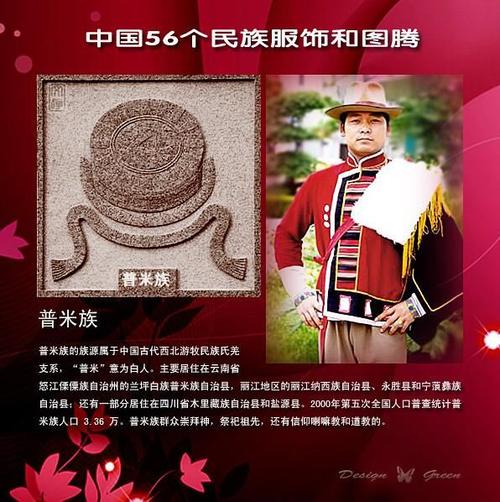 中国56个民族服饰和图腾
普米族
普米族
普米族的族源属于中国古代西北游牧民族氐羌
支系，“普米”意为白人。主要居住在云南省
怒江傈僳族自治州的兰坪白族普米族自治县，丽江地区的丽江纳西族自治县、永胜县和宁蒗彝族
自治县；还有一部分居住在四川省木里藏族自治县和盐源县。2000年第五次全国人口普查统计普
米族人口 3.36 万。普米族群众崇拜神，祭祀祖先，还有信仰喇嘛教和道教的。
Design Green